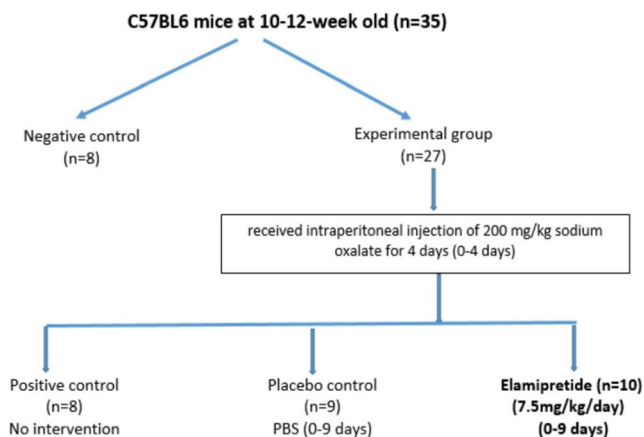 C57BL6 mice at 10-12-week old (n=35)
Negative control
(n=8)
Experimental group
(n=27)
received intraperitoneal injection of 200 mg/kg sodium
oxalate for 4 days (0-4 days)
Positive control
(n=8)
No intervention
Placebo control
(n=9)
PBS (0-9 days)
Elamipretide (n=10)
(7.5mg/kg/day)
(0-9 days)